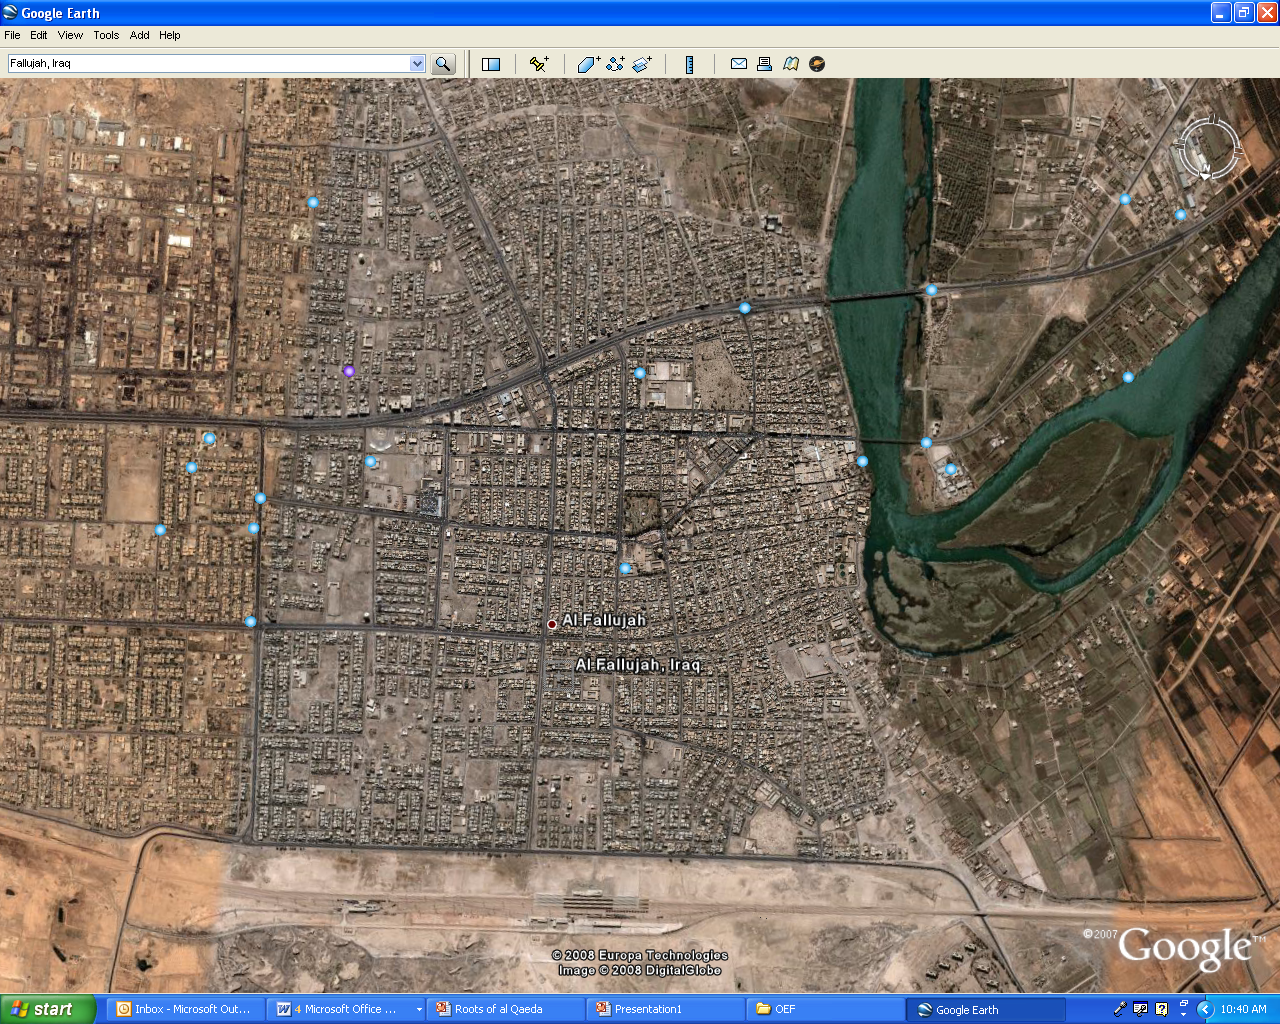 Google Earth
File Edit View Tools Add Help
Fallujah, Iraq
N
Al Fallujah
Al Fallujah, Iraq
© 2008 Europa Technologies
Image © 2008 DigitalGlobe
©2007 Google™
start
Inbox - Microsoft Out...
4 Microsoft Office ...
Roots of al Qaeda
Presentation1
OEF
Google Earth
10:40 AM